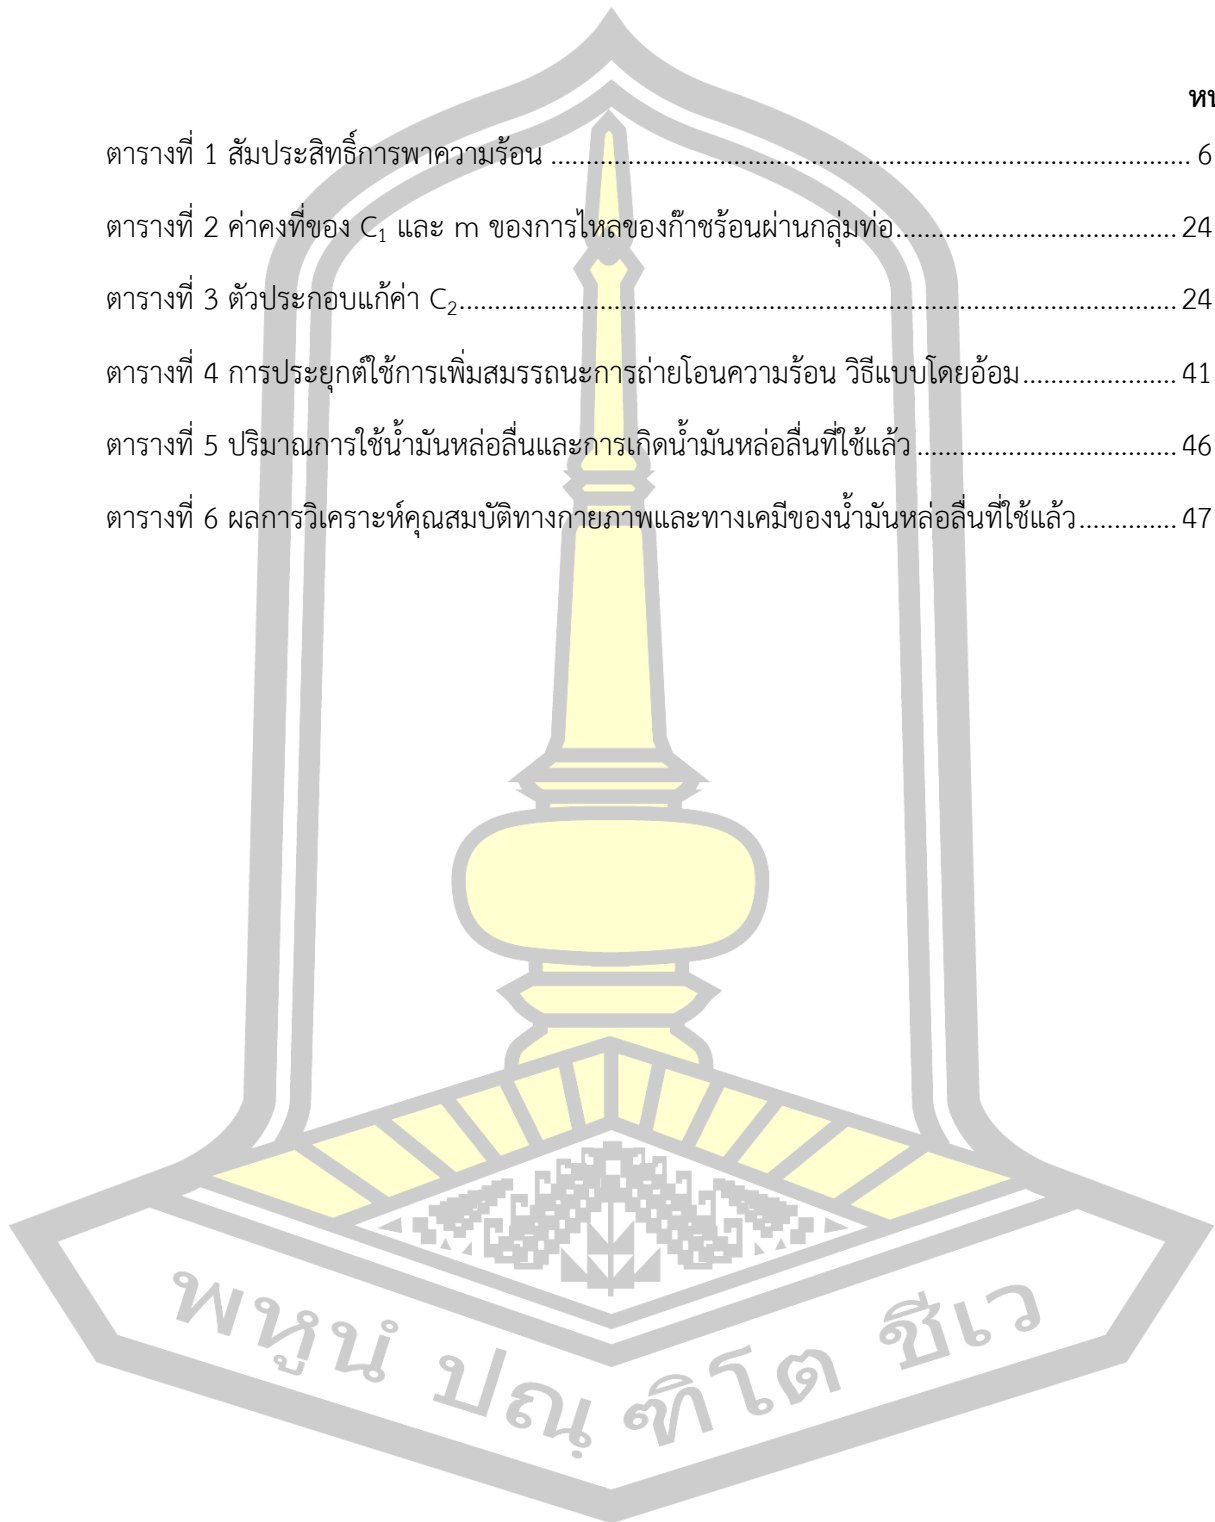 ตารางที่ 1 สัมประสิทธิ์การพาความร้อน ........................................................................................... 6
ตารางที่ 2 ค่าคงที่ของ C₁ และ m ของการไหลของก๊าซร้อนผ่านกลุ่มท่อ........................................ 24
ตารางที่ 3 ตัวประกอบแก้ค่า C₂...................................................................................................... 24
ตารางที่ 4 การประยุกต์ใช้การเพิ่มสมรรถนะการถ่ายโอนความร้อน วิธีแบบโดยอ้อม...................... 41
ตารางที่ 5 ปริมาณการใช้น้ำมันหล่อลื่นและการเกิดน้ำมันหล่อลื่นที่ใช้แล้ว ..................................... 46
ตารางที่ 6 ผลการวิเคราะห์คุณสมบัติทางกายภาพและทางเคมีของน้ำมันหล่อลื่นที่ใช้แล้ว.............. 47
พหูนํ ปณฺฑิโต ชีเว